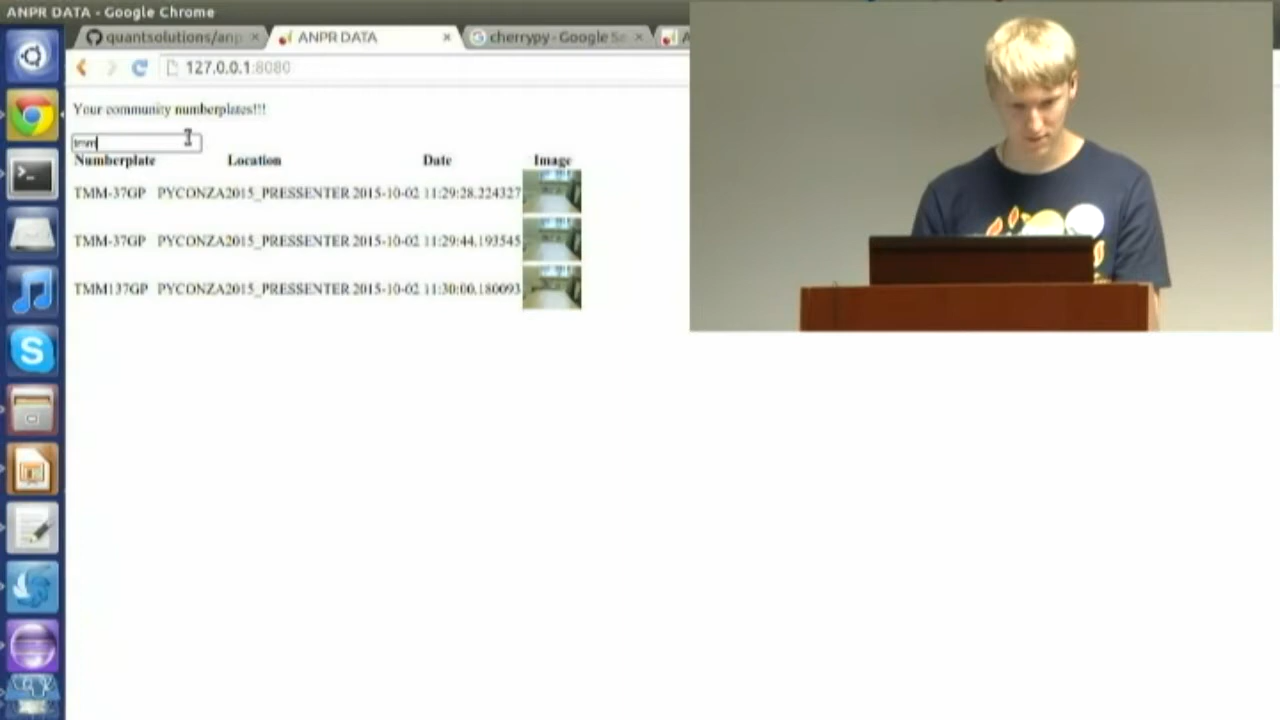 ANPR DATA - Google Chrome
quantsolutions/anp
ANPR DATA
cherrypy - Google Se
127.0.0.1:8080
Your community numberplates!!!
tmm
Numberplate Location Date Image
TMM-37GP PYCONZA2015_PRESSENTER 2015-10-02 11:29:28.224327
TMM-37GP PYCONZA2015_PRESSENTER 2015-10-02 11:29:44.193545
TMM137GP PYCONZA2015_PRESSENTER 2015-10-02 11:30:00.180093